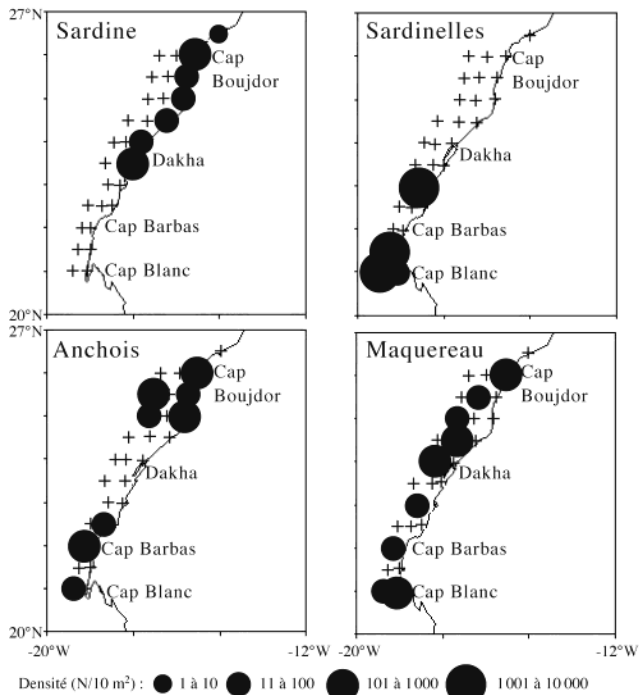 27°N
Sardine
Cap
Boujdor
Dakha
Cap Barbas
Cap Blanc
20°N
Sardinelles
Cap
Boujdor
Dakha
Cap Barbas
Cap Blanc
27°N
Anchois
Cap
Boujdor
Dakha
Cap Barbas
Cap Blanc
20°N
-20°W
-12°W
Maquereau
Cap
Boujdor
Dakha
Cap Barbas
Cap Blanc
-20°W
-12°W
Densité (N/10 m²) : 1 à 10 11 à 100 101 à 1000 1001 à 10 000